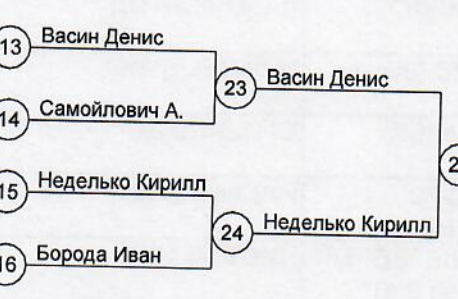 13 Васин Денис
23 Васин Денис
14 Самойлович А.
15 Неделько Кирилл
24 Неделько Кирилл
16 Борода Иван